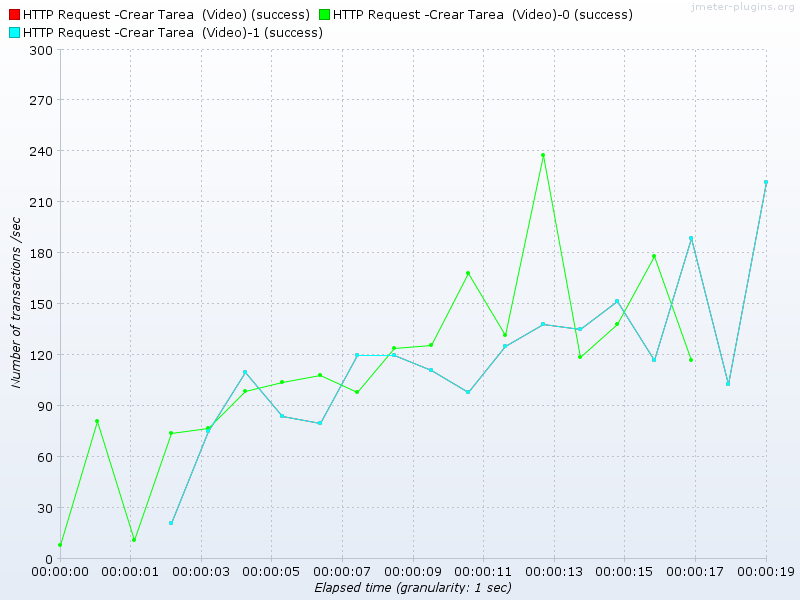 HTTP Request -Crear Tarea  (Video) (success) HTTP Request -Crear Tarea  (Video)-0 (success)
jmeter-plugins.org
HTTP Request -Crear Tarea  (Video)-1 (success)
300
270
240
210
180
150
120
90
60
30
0
Number of transactions /sec
00:00:00 00:00:01 00:00:03 00:00:05 00:00:07 00:00:09 00:00:11 00:00:13 00:00:15 00:00:17 00:00:19
Elapsed time (granularity: 1 sec)